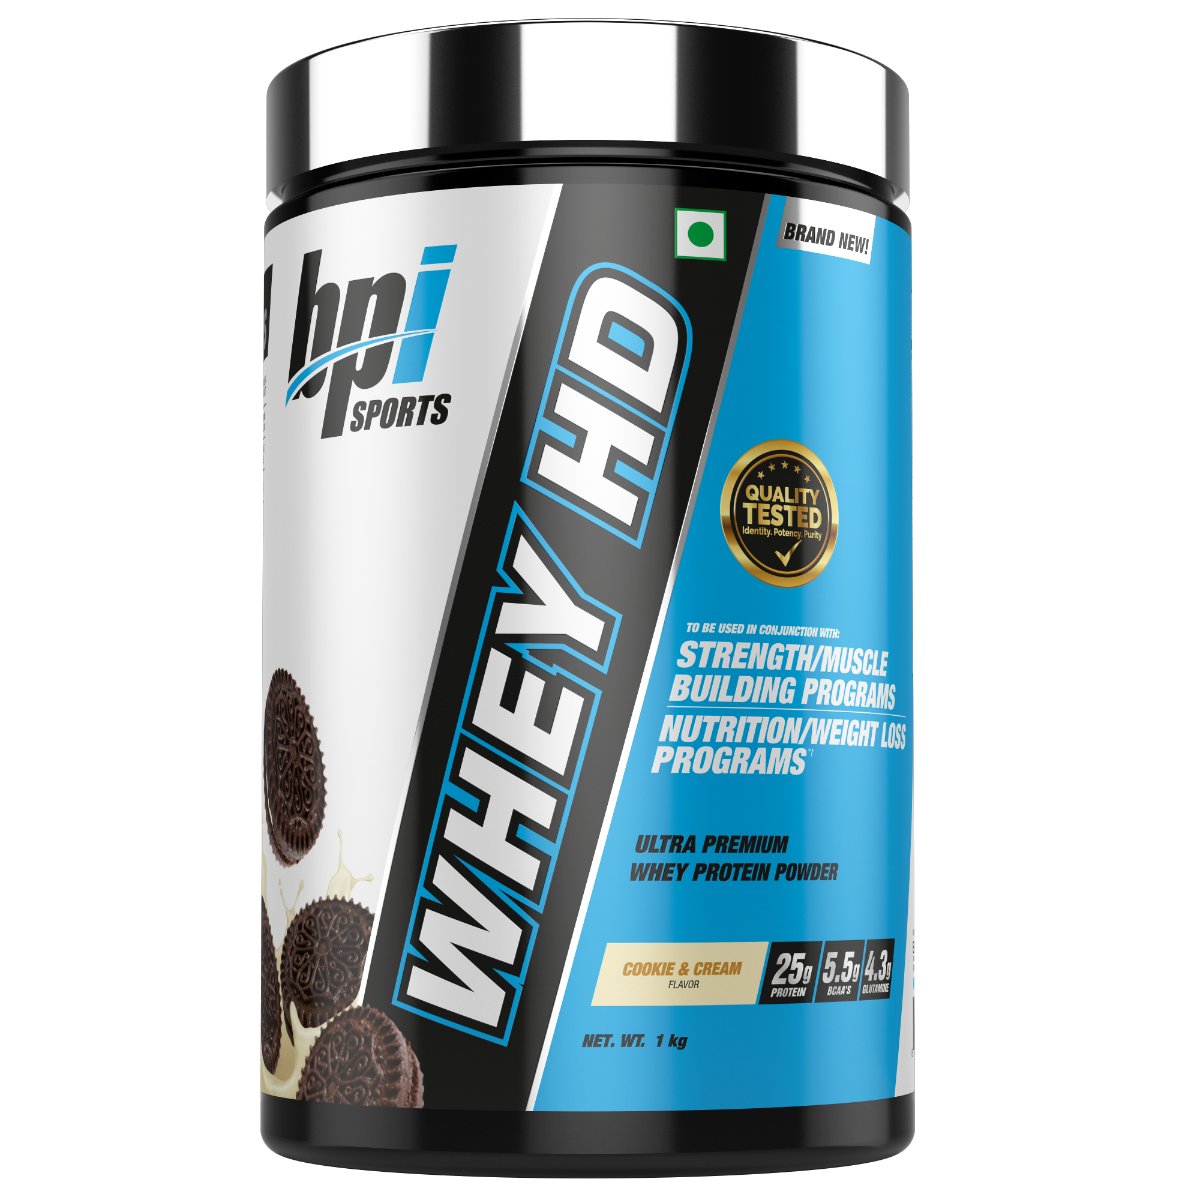 bpi
SPORTS
WHEY HD
BRAND NEW!
QUALITY
TESTED
Identity. Potency. Purity
TO BE USED IN CONJUNCTION WITH:
STRENGTH/MUSCLE
BUILDING PROGRAMS
NUTRITION/WEIGHT LOSS
PROGRAMS*†
ULTRA PREMIUM
WHEY PROTEIN POWDER
COOKIE & CREAM
FLAVOR
25g
PROTEIN
5.5g
BCAA'S
4.3g
GLUTAMINE
NET. WT. 1 kg